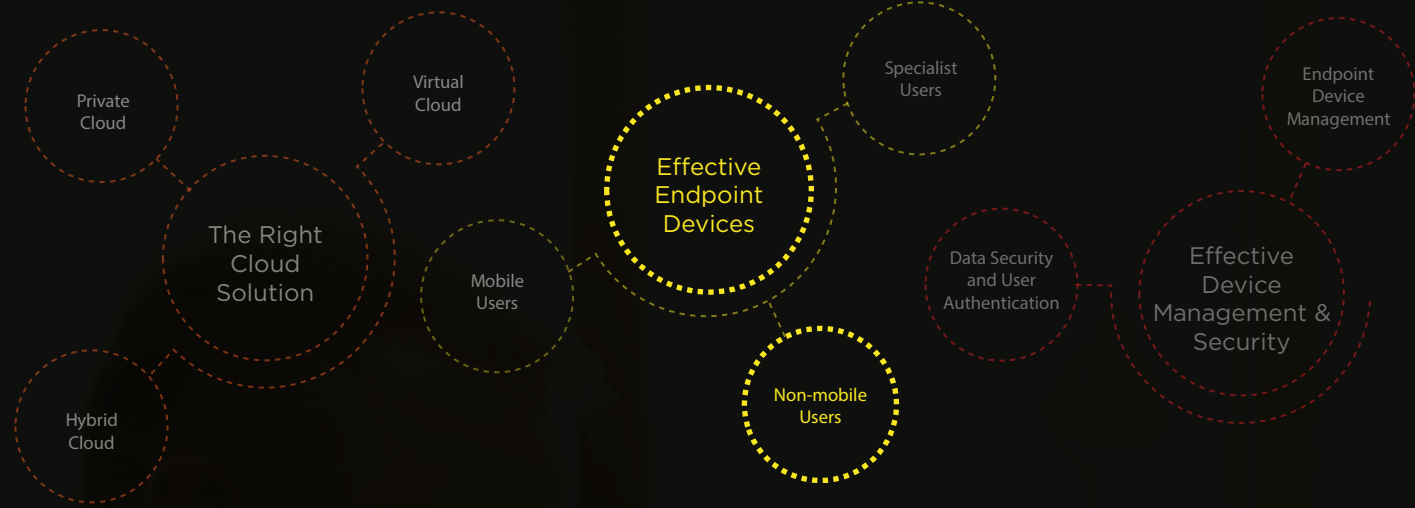 Private
Cloud
Virtual
Cloud
The Right
Cloud
Solution
Hybrid
Cloud
Effective
Endpoint
Devices
Specialist
Users
Mobile
Users
Non-mobile
Users
Endpoint
Device
Management
Data Security
and User
Authentication
Effective
Device
Management &
Security